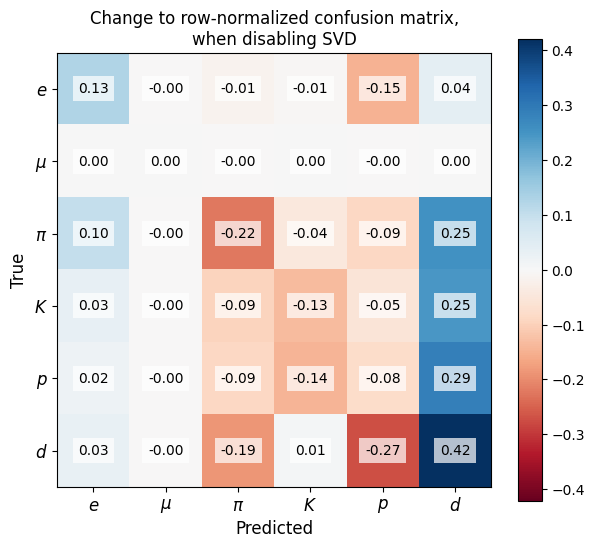 Change to row-normalized confusion matrix,
when disabling SVD
e 0.13 -0.00 -0.01 -0.01 -0.15 0.04
μ 0.00 0.00 -0.00 0.00 -0.00 0.00
π 0.10 -0.00 -0.22 -0.04 -0.09 0.25
K 0.03 -0.00 -0.09 -0.13 -0.05 0.25
p 0.02 -0.00 -0.09 -0.14 -0.08 0.29
d 0.03 -0.00 -0.19 0.01 -0.27 0.42
e μ π K p d
Predicted
True
0.4
0.3
0.2
0.1
0.0
−0.1
−0.2
−0.3
−0.4